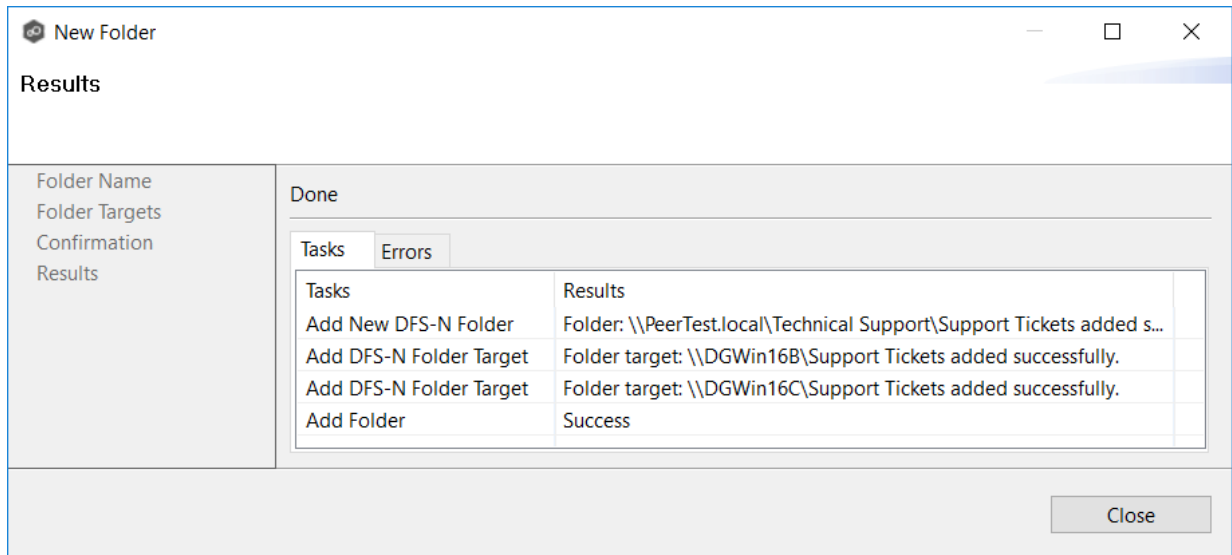 New Folder
Results
Folder Name
Folder Targets
Confirmation
Results
Done
Tasks Errors
Tasks Results
Add New DFS-N Folder Folder: \\PeerTest.local\Technical Support\Support Tickets added s...
Add DFS-N Folder Target Folder target: \\DGWin16B\Support Tickets added successfully.
Add DFS-N Folder Target Folder target: \\DGWin16C\Support Tickets added successfully.
Add Folder Success
Close